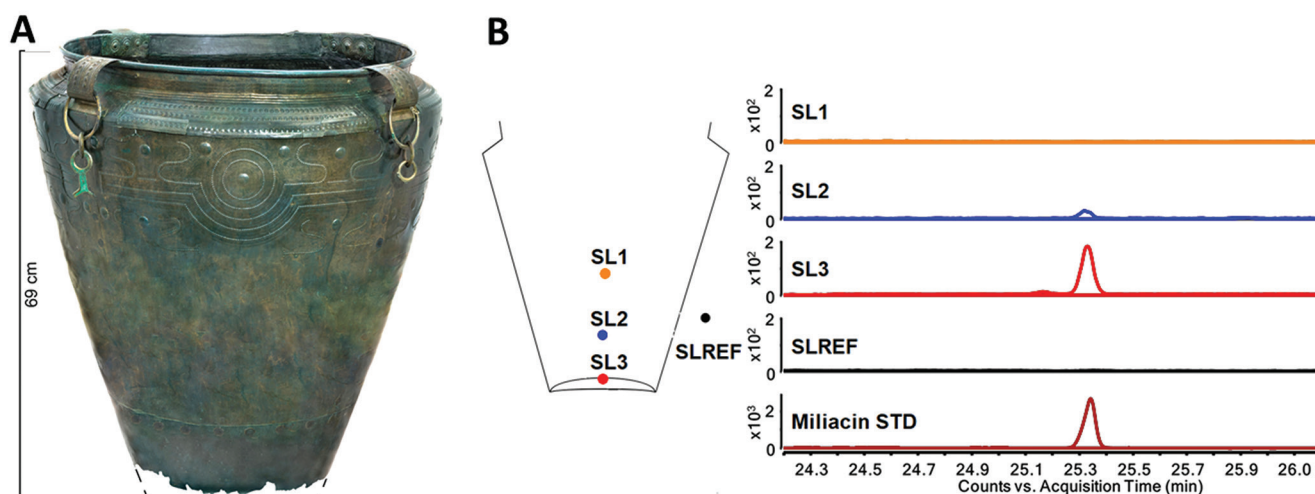 A
69 cm
B
SL1
SL2
SL3
SLREF
2
x10²
0
SL1
2
x10²
0
SL2
2
x10²
0
SL3
2
x10²
0
SLREF
2
x10³
0
Miliacin STD
24.3 24.5 24.7 24.9 25.1 25.3 25.5 25.7 25.9 26.0
Counts vs. Acquisition Time (min)